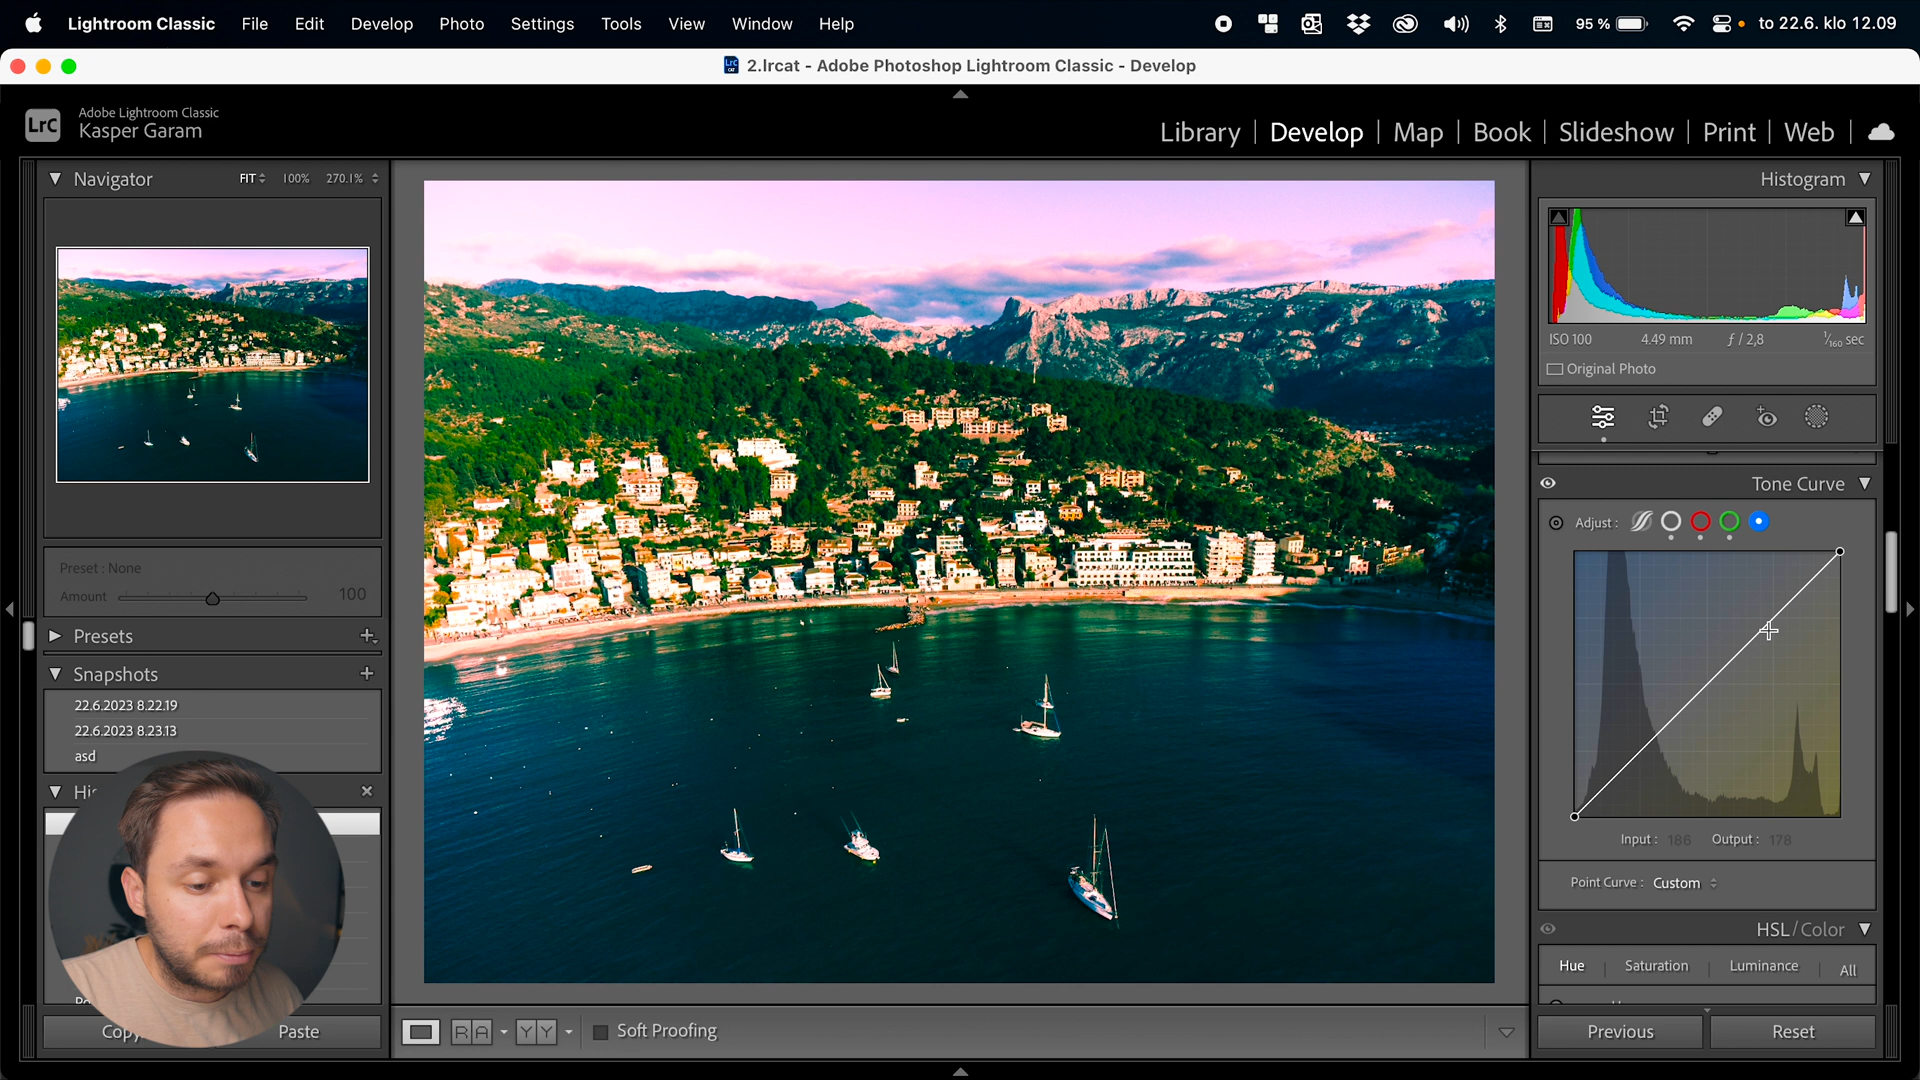 Lightroom Classic File Edit Develop Photo Settings Tools View Window Help 95 % to 22.6. klo 12.09
2.lrcat - Adobe Photoshop Lightroom Classic - Develop
LrC
Adobe Lightroom Classic
Kasper Garam
Library | Develop | Map | Book | Slideshow | Print | Web
Navigator FIT 100% 270.1%
Preset : None
Amount 100
Presets
Snapshots
22.6.2023 8.22.19
22.6.2023 8.23.13
asd
Paste
R A Y Y Soft Proofing
Histogram
ISO 100 4.49 mm ƒ / 2,8 1/160 sec
Original Photo
Tone Curve
Adjust :
Input : 186 Output : 178
Point Curve : Custom
HSL / Color
Hue Saturation Luminance All
Previous Reset